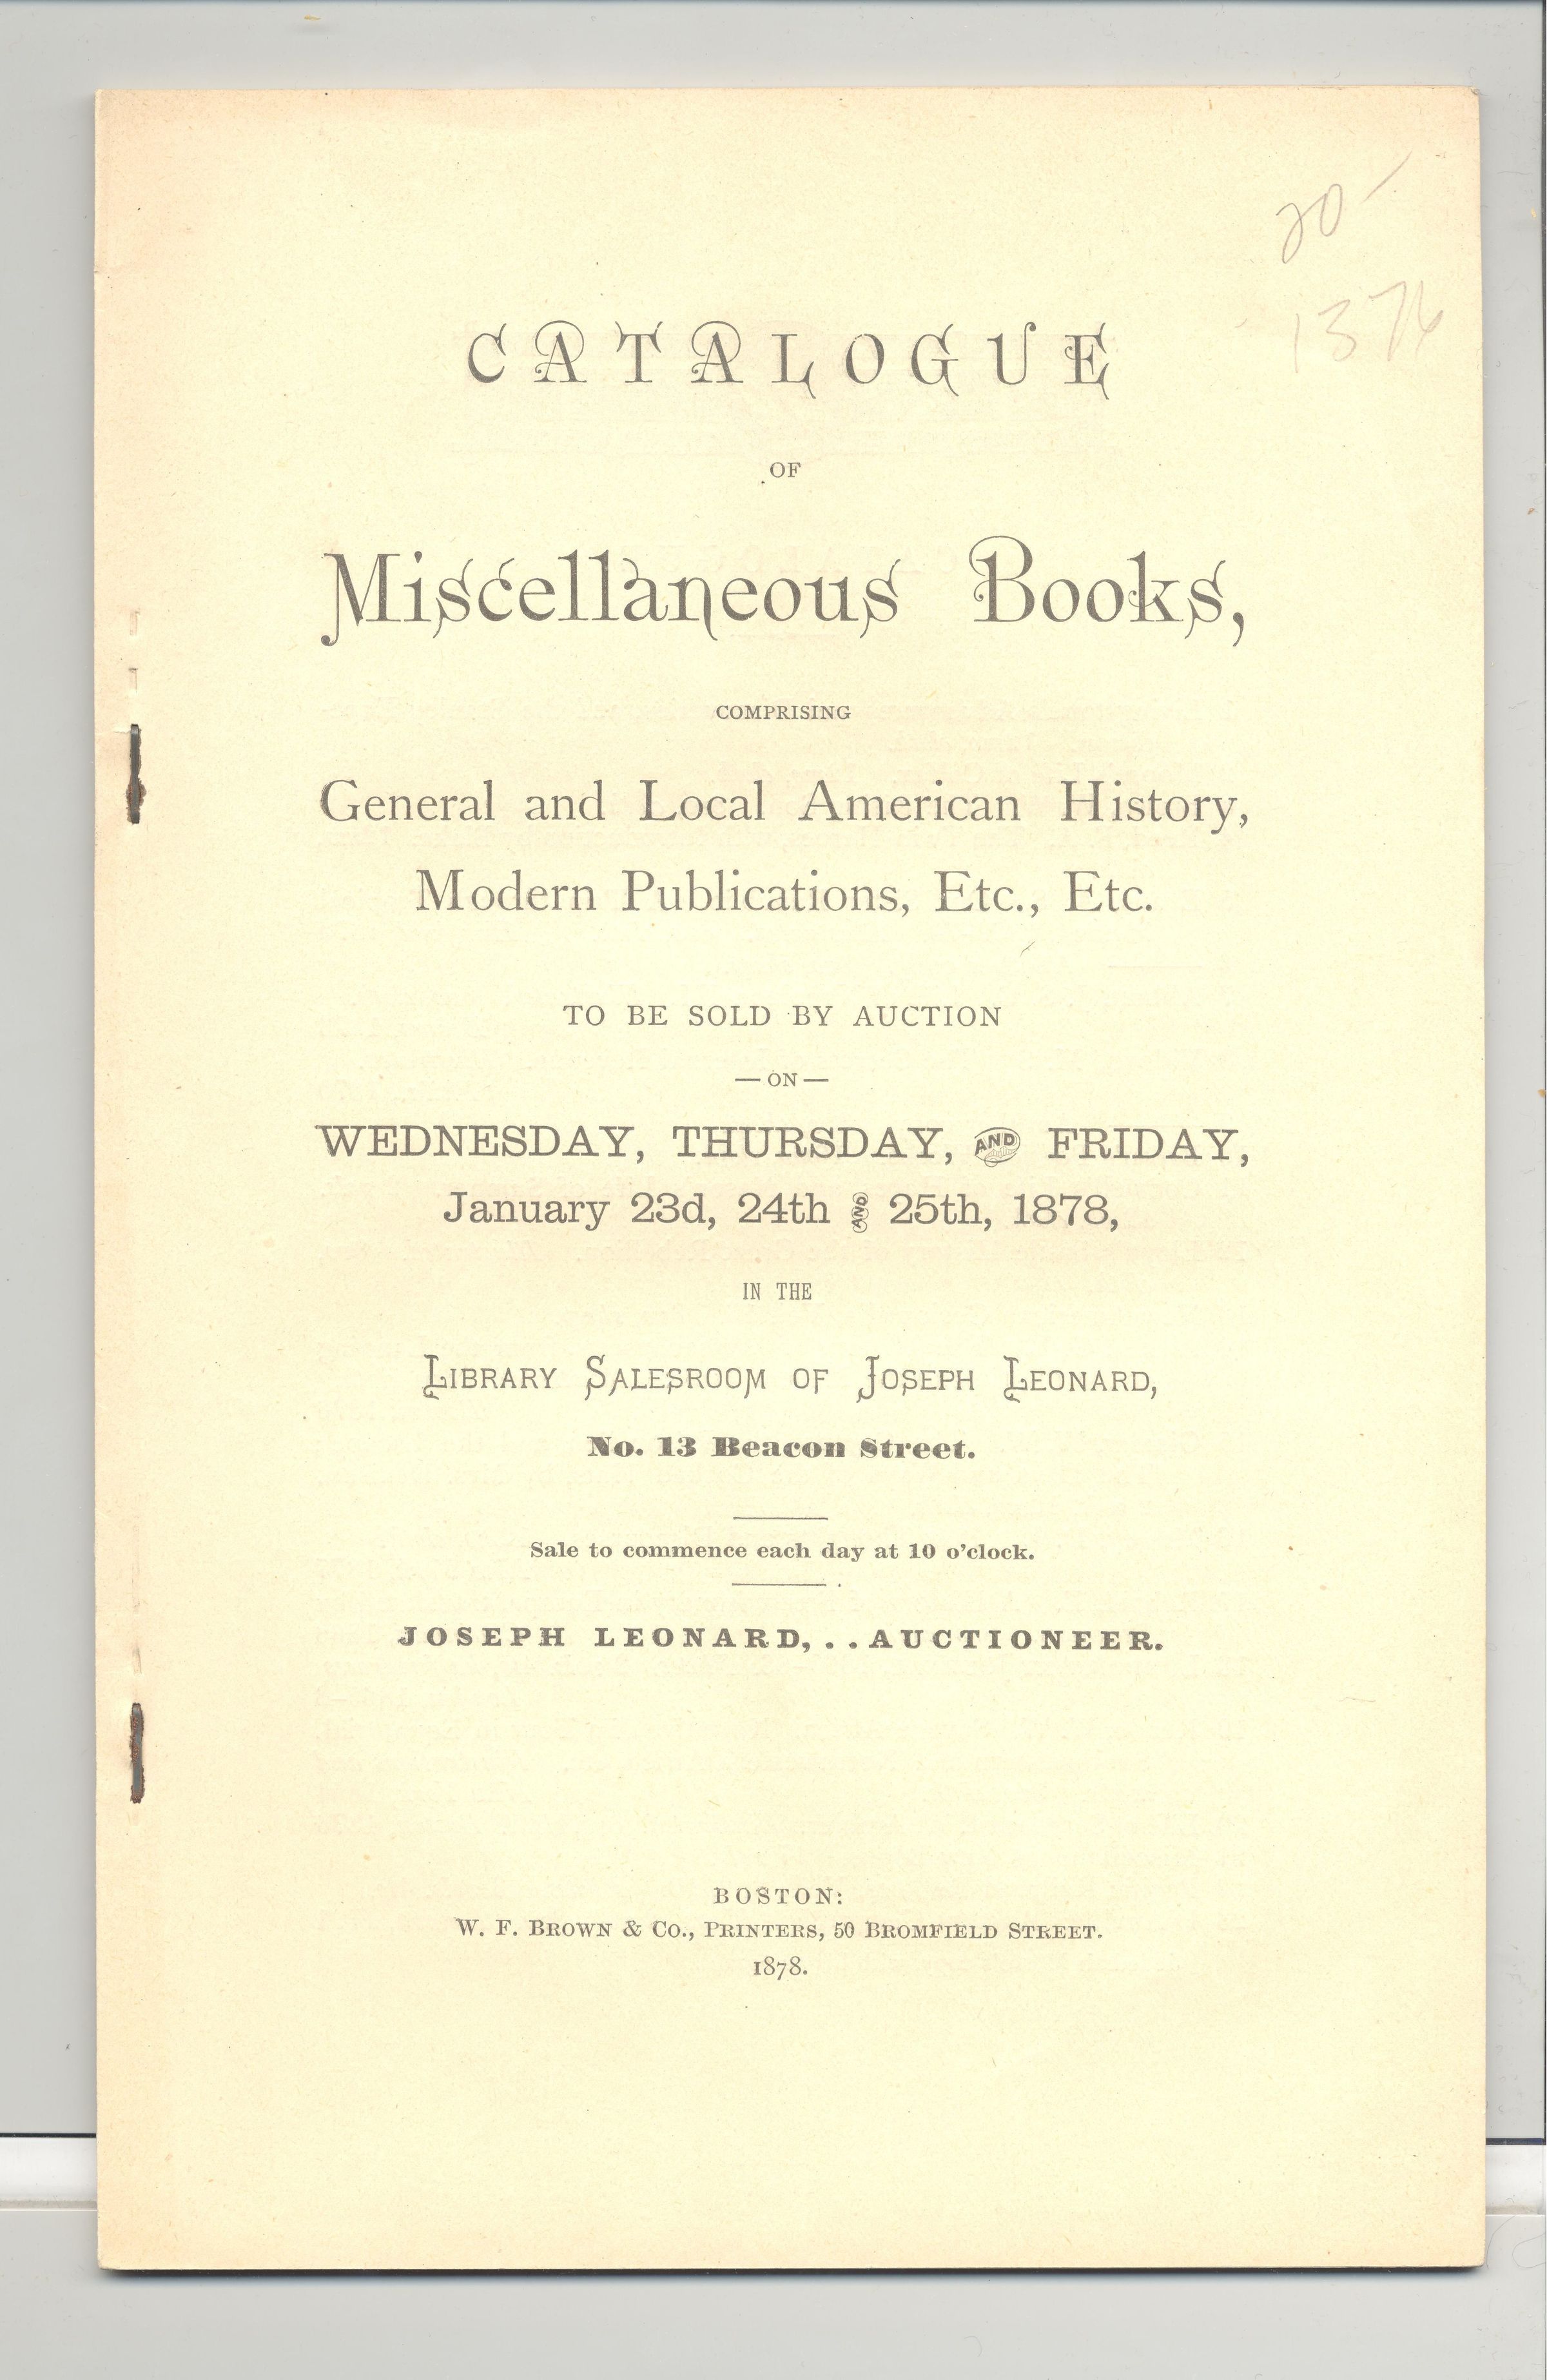 20-
1376
CATALOGUE
OF
Miscellaneous Books,
COMPRISING
General and Local American History,
Modern Publications, Etc., Etc.
TO BE SOLD BY AUCTION
— ON —
WEDNESDAY, THURSDAY, AND FRIDAY,
January 23d, 24th AND 25th, 1878,
IN THE
LIBRARY SALESROOM OF JOSEPH LEONARD,
No. 13 Beacon Street.
Sale to commence each day at 10 o'clock.
JOSEPH LEONARD, . . AUCTIONEER.
BOSTON:
W. F. BROWN & CO., PRINTERS, 50 BROMFIELD STREET.
1878.